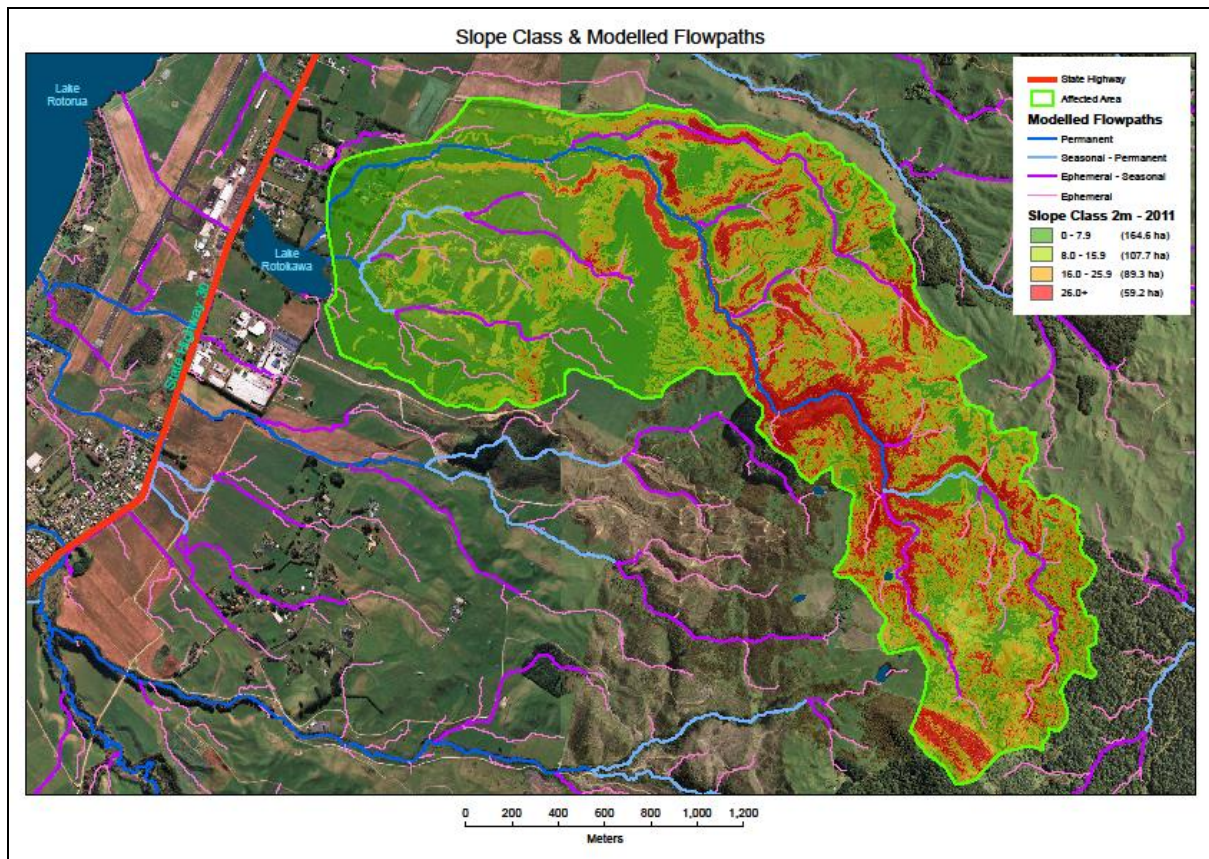 Slope Class & Modelled Flowpaths
Lake
Rotorua
Lake
Rotokawa
State Highway 30
State Highway
Affected Area
Modelled Flowpaths
Permanent
Seasonal - Permanent
Ephemeral - Seasonal
Ephemeral
Slope Class 2m - 2011
0 - 7.9 (164.6 ha)
8.0 - 15.9 (107.7 ha)
16.0 - 25.9 (89.3 ha)
26.0+ (59.2 ha)
0 200 400 600 800 1,000 1,200
Meters